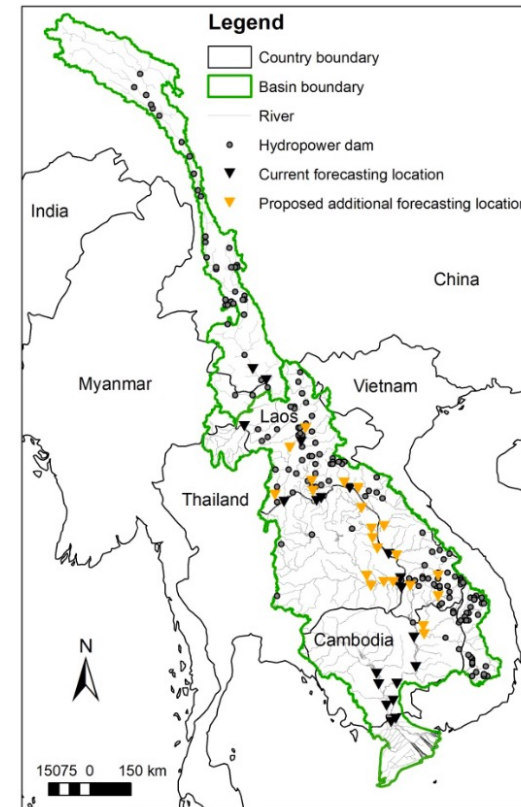 Legend
Country boundary
Basin boundary
River
Hydropower dam
Current forecasting location
Proposed additional forecasting location
India
China
Myanmar
Vietnam
Laos
Thailand
Cambodia
N
15075 0 150 km